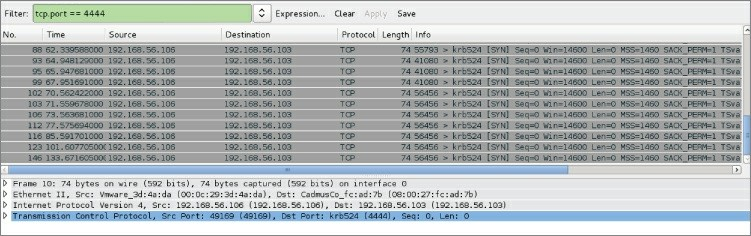 Filter: tcp.port == 4444 Expression... Clear Apply Save
No. Time Source Destination Protocol Length Info
88 62.339588000 192.168.56.106 192.168.56.103 TCP 74 55793 > krb524 [SYN] Seq=0 Win=14600 Len=0 MSS=1460 SACK_PERM=1 TSva
93 64.948129000 192.168.56.106 192.168.56.103 TCP 74 41080 > krb524 [SYN] Seq=0 Win=14600 Len=0 MSS=1460 SACK_PERM=1 TSva
95 65.947681000 192.168.56.106 192.168.56.103 TCP 74 41080 > krb524 [SYN] Seq=0 Win=14600 Len=0 MSS=1460 SACK_PERM=1 TSva
99 67.951691000 192.168.56.106 192.168.56.103 TCP 74 41080 > krb524 [SYN] Seq=0 Win=14600 Len=0 MSS=1460 SACK_PERM=1 TSva
102 70.562422000 192.168.56.106 192.168.56.103 TCP 74 56456 > krb524 [SYN] Seq=0 Win=14600 Len=0 MSS=1460 SACK_PERM=1 TSva
103 71.559678000 192.168.56.106 192.168.56.103 TCP 74 56456 > krb524 [SYN] Seq=0 Win=14600 Len=0 MSS=1460 SACK_PERM=1 TSva
106 73.563681000 192.168.56.106 192.168.56.103 TCP 74 56456 > krb524 [SYN] Seq=0 Win=14600 Len=0 MSS=1460 SACK_PERM=1 TSva
112 77.575694000 192.168.56.106 192.168.56.103 TCP 74 56456 > krb524 [SYN] Seq=0 Win=14600 Len=0 MSS=1460 SACK_PERM=1 TSva
116 85.591701000 192.168.56.106 192.168.56.103 TCP 74 56456 > krb524 [SYN] Seq=0 Win=14600 Len=0 MSS=1460 SACK_PERM=1 TSva
123 101.607705000 192.168.56.106 192.168.56.103 TCP 74 56456 > krb524 [SYN] Seq=0 Win=14600 Len=0 MSS=1460 SACK_PERM=1 TSva
146 133.671605000 192.168.56.106 192.168.56.103 TCP 74 56456 > krb524 [SYN] Seq=0 Win=14600 Len=0 MSS=1460 SACK_PERM=1 TSva
Frame 10: 74 bytes on wire (592 bits), 74 bytes captured (592 bits) on interface 0
Ethernet II, Src: Vmware_3d:4a:da (00:0c:29:3d:4a:da), Dst: CadmusCo_fc:ad:7b (08:00:27:fc:ad:7b)
Internet Protocol Version 4, Src: 192.168.56.106 (192.168.56.106), Dst: 192.168.56.103 (192.168.56.103)
Transmission Control Protocol, Src Port: 49169 (49169), Dst Port: krb524 (4444), Seq: 0, Len: 0